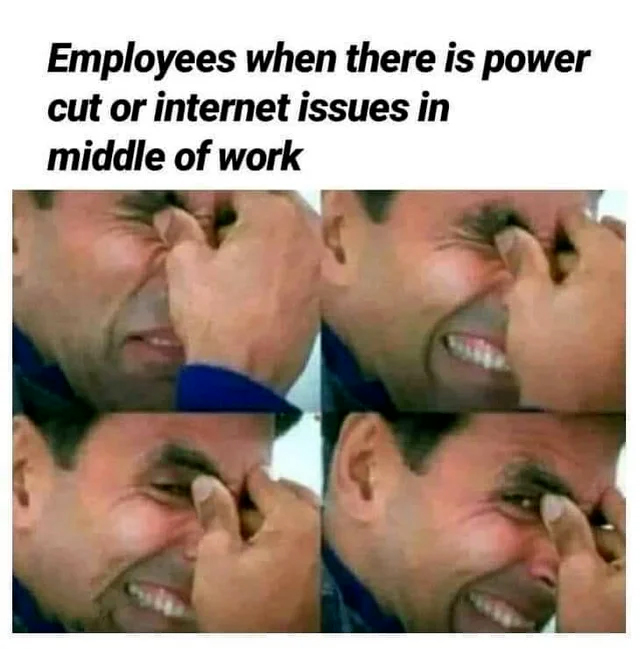 Employees when there is power
cut or internet issues in
middle of work